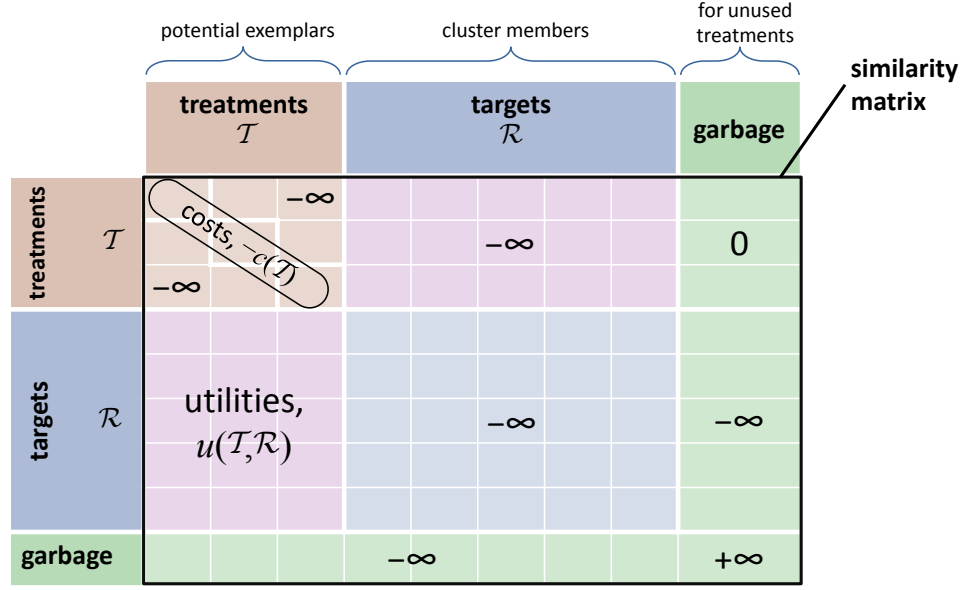 potential exemplars
cluster members
for unused
treatments
similarity
matrix
treatments
𝒯
targets
ℛ
garbage
treatments
𝒯
costs, −c(𝒯)
−∞
−∞
−∞
0
targets
ℛ
utilities,
u(𝒯,ℛ)
−∞
−∞
garbage
−∞
+∞